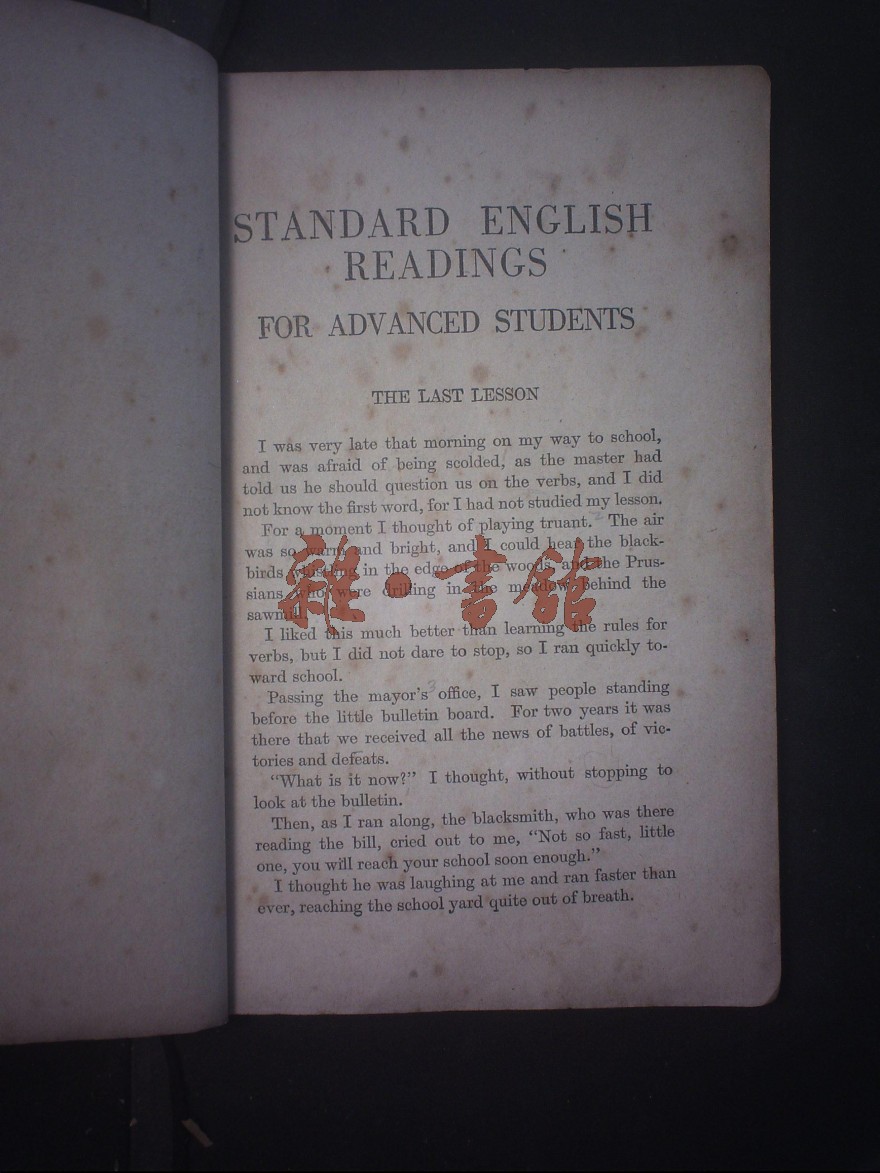 STANDARD ENGLISH
READINGS
FOR ADVANCED STUDENTS
THE LAST LESSON
I was very late that morning on my way to school,
and was afraid of being scolded, as the master had
told us he should question us on the verbs, and I did
not know the first word, for I had not studied my lesson.
For a moment I thought of playing truant. The air
was so warm and bright, and I could hear the black-
birds whistling in the edge of the woods, and the Prus-
sians who were drilling in the meadow behind the
sawmill.
雜·書館
I liked this much better than learning the rules for
verbs, but I did not dare to stop, so I ran quickly to-
ward school.
Passing the mayor's office, I saw people standing
before the little bulletin board. For two years it was
there that we received all the news of battles, of vic-
tories and defeats.
"What is it now?" I thought, without stopping to
look at the bulletin.
Then, as I ran along, the blacksmith, who was there
reading the bill, cried out to me, "Not so fast, little
one, you will reach your school soon enough."
I thought he was laughing at me and ran faster than
ever, reaching the school yard quite out of breath.